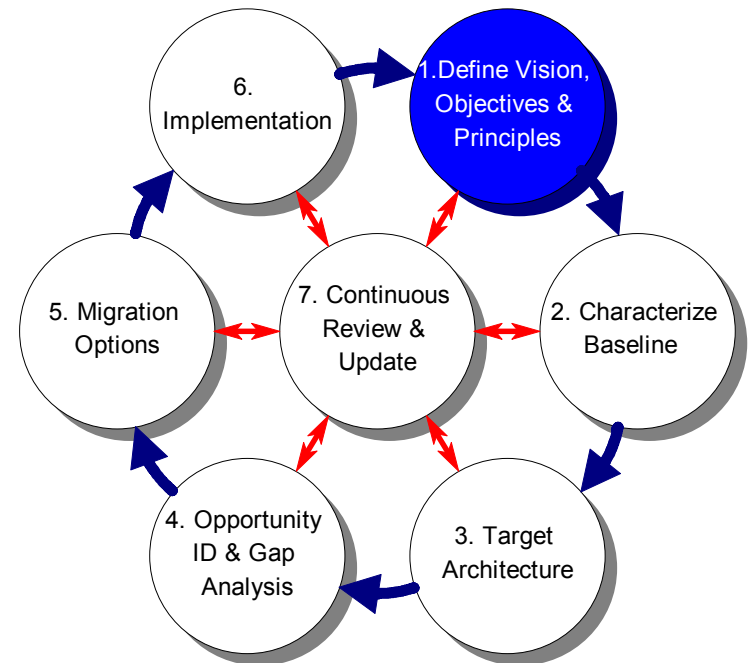 1.Define Vision,
Objectives &
Principles
2. Characterize
Baseline
3. Target
Architecture
4. Opportunity
ID & Gap
Analysis
5. Migration
Options
6.
Implementation
7. Continuous
Review &
Update